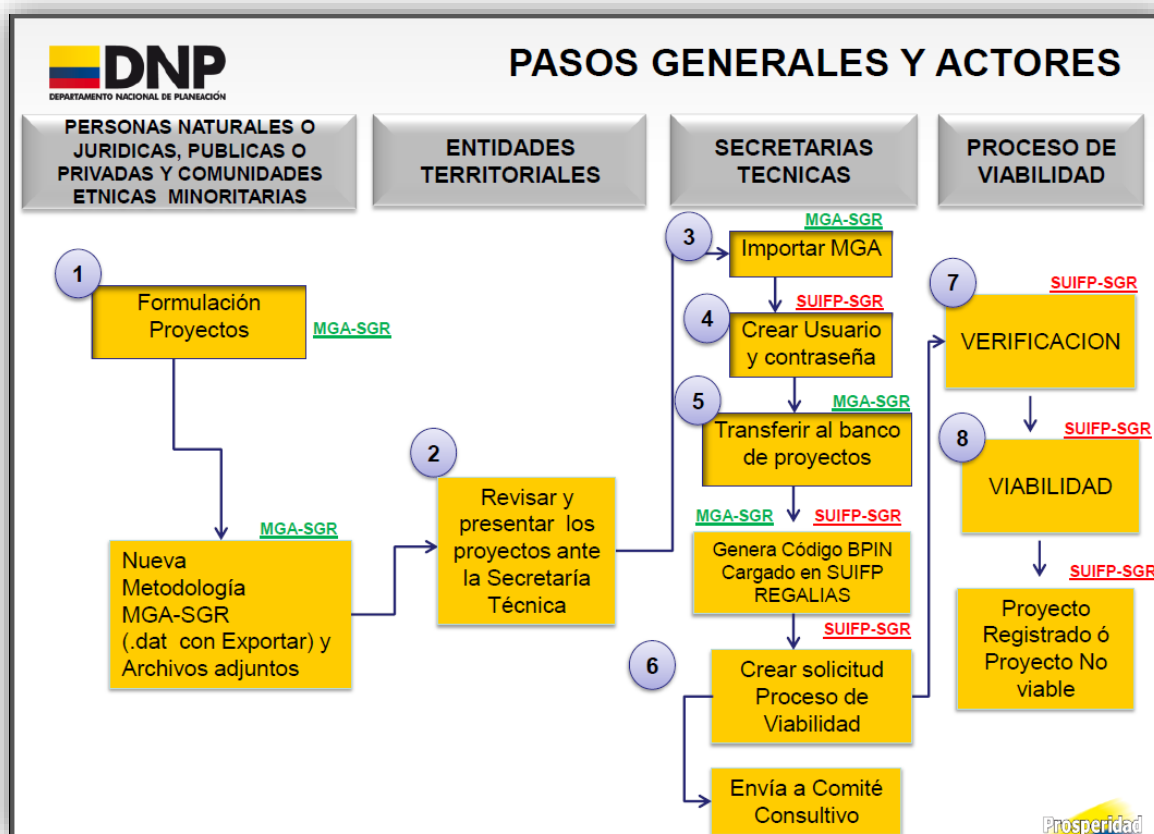 DNP
DEPARTAMENTO NACIONAL DE PLANEACIÓN
PASOS GENERALES Y ACTORES
PERSONAS NATURALES O
JURIDICAS, PUBLICAS O
PRIVADAS Y COMUNIDADES
ETNICAS MINORITARIAS
ENTIDADES
TERRITORIALES
SECRETARIAS
TECNICAS
PROCESO DE
VIABILIDAD
1
Formulación
Proyectos
MGA-SGR
MGA-SGR
Nueva
Metodología
MGA-SGR
(.dat con Exportar) y
Archivos adjuntos
2
Revisar y
presentar los
proyectos ante
la Secretaría
Técnica
3
MGA-SGR
Importar MGA
SUIFP-SGR
4
Crear Usuario
y contraseña
MGA-SGR
5
Transferir al banco
de proyectos
MGA-SGR SUIFP-SGR
Genera Código BPIN
Cargado en SUIFP
REGALIAS
SUIFP-SGR
6
Crear solicitud
Proceso de
Viabilidad
Envía a Comité
Consultivo
7
SUIFP-SGR
VERIFICACION
SUIFP-SGR
8
VIABILIDAD
SUIFP-SGR
Proyecto
Registrado ó
Proyecto No
viable
Prosperidad